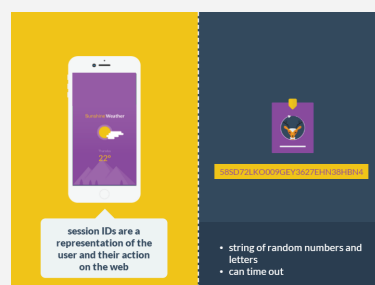 SunshineWeather
22°
session IDs are a
representation of the
user and their action
on the web
58SD72LKO009GEY3627EHN38HBN4
• string of random numbers and
letters
• can time out